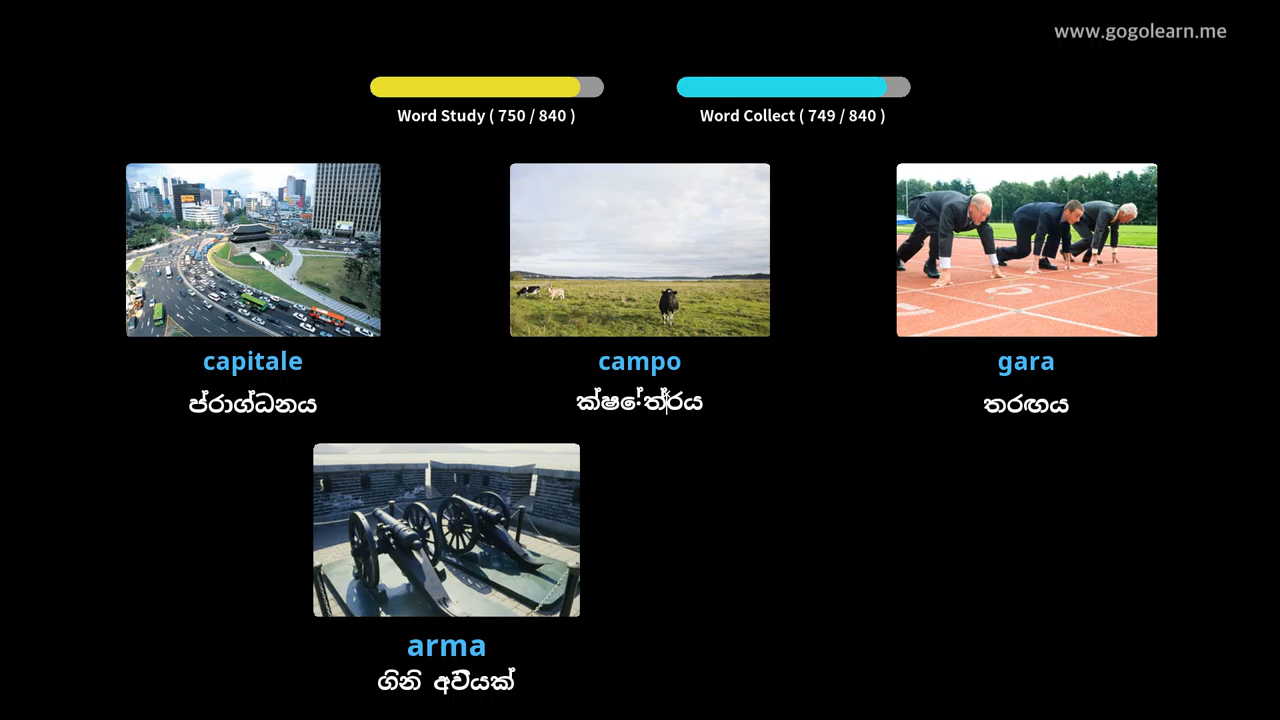 www.gogolearn.me
Word Study ( 750 / 840 )
Word Collect ( 749 / 840 )
capitale
campo
gara
ප්රාග්ධනය
ක්ෂේත්‍රය
තරඟය
arma
ගිනි අවියක්